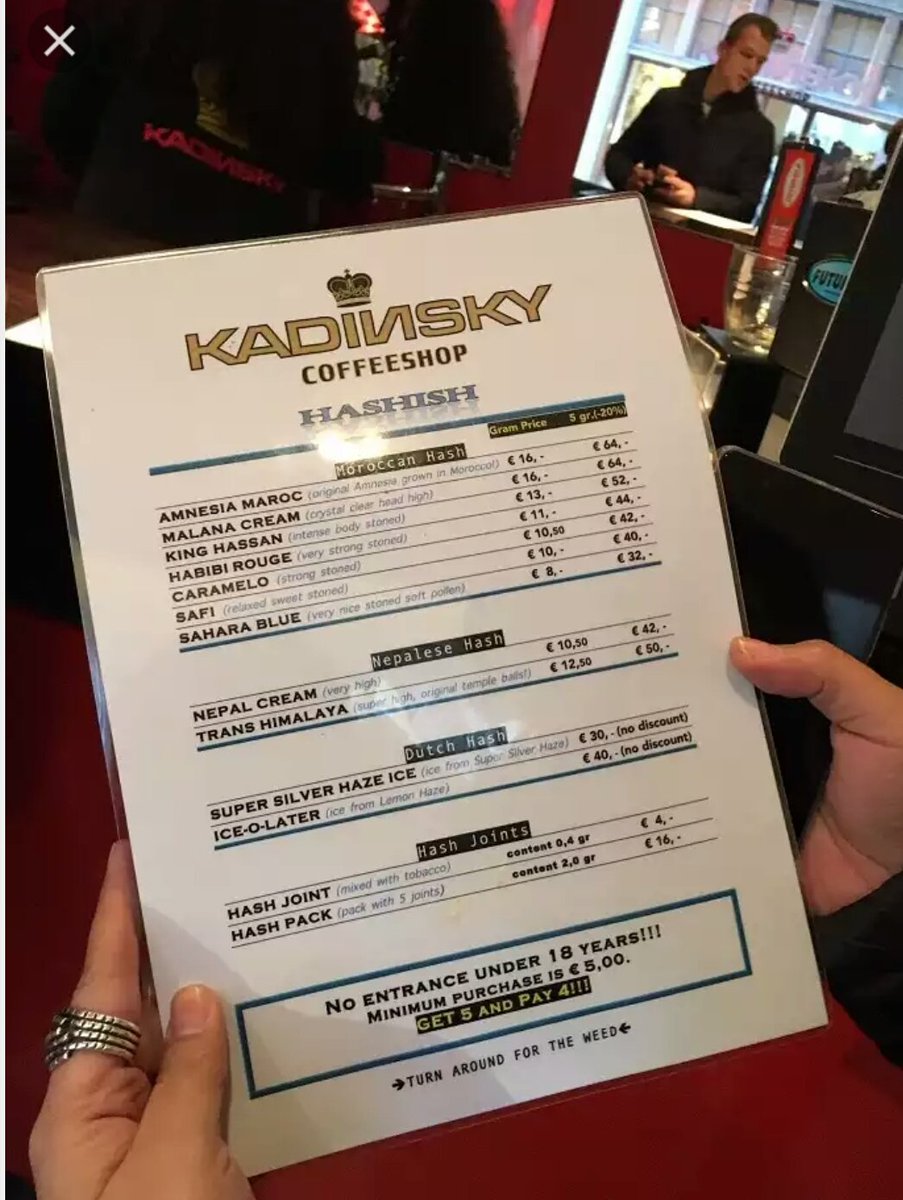 KADINSKY
FUTU
KADINSKY
COFFEESHOP
HASHISH
Gram Price 5 gr.(-20%)
Moroccan Hash
AMNESIA MAROC (original Amnesia grown in Morocco!) € 16,- € 64,-
MALANA CREAM (crystal clear head high) € 16,- € 64,-
KING HASSAN (intense body stoned) € 13,- € 52,-
HABIBI ROUGE (very strong stoned) € 11,- € 44,-
CARAMELO (strong stoned) € 10,50 € 42,-
SAFI (relaxed sweet stoned) € 10,- € 40,-
SAHARA BLUE (very nice stoned soft pollen) € 8,- € 32,-
Nepalese Hash
NEPAL CREAM (very high) € 10,50 € 42,-
TRANS HIMALAYA (super high, original temple balls!) € 12,50 € 50,-
Dutch Hash
SUPER SILVER HAZE ICE (ice from Super Silver Haze) € 30,- (no discount)
ICE-O-LATER (ice from Lemon Haze) € 40,- (no discount)
Hash Joints
HASH JOINT (mixed with tobacco) content 0,4 gr € 4,-
HASH PACK (pack with 5 joints) content 2,0 gr € 16,-
NO ENTRANCE UNDER 18 YEARS!!!
MINIMUM PURCHASE IS € 5,00.
GET 5 AND PAY 4!!!
→TURN AROUND FOR THE WEED←